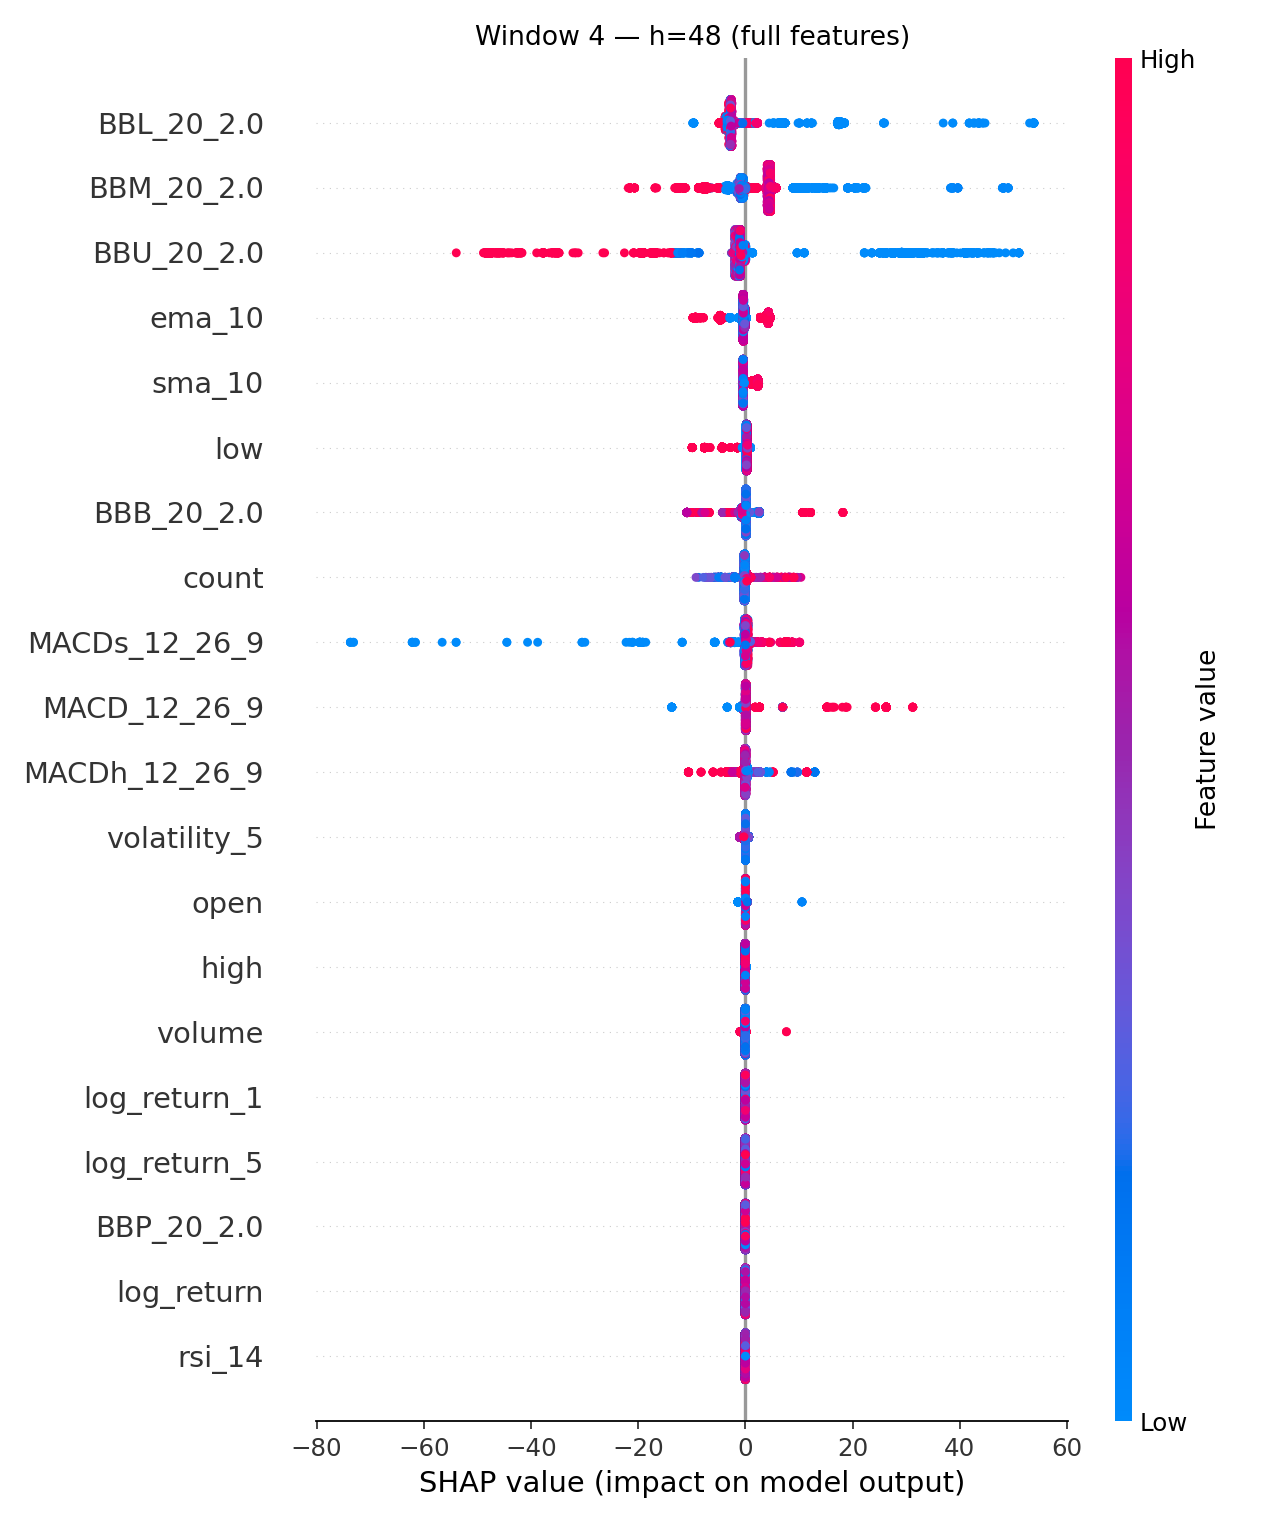 Window 4 — h=48 (full features)
High
BBL_20_2.0
BBM_20_2.0
BBU_20_2.0
ema_10
sma_10
low
BBB_20_2.0
count
MACDs_12_26_9
MACD_12_26_9
MACDh_12_26_9
volatility_5
open
high
volume
log_return_1
log_return_5
BBP_20_2.0
log_return
rsi_14
Feature value
Low
−80 −60 −40 −20 0 20 40 60
SHAP value (impact on model output)